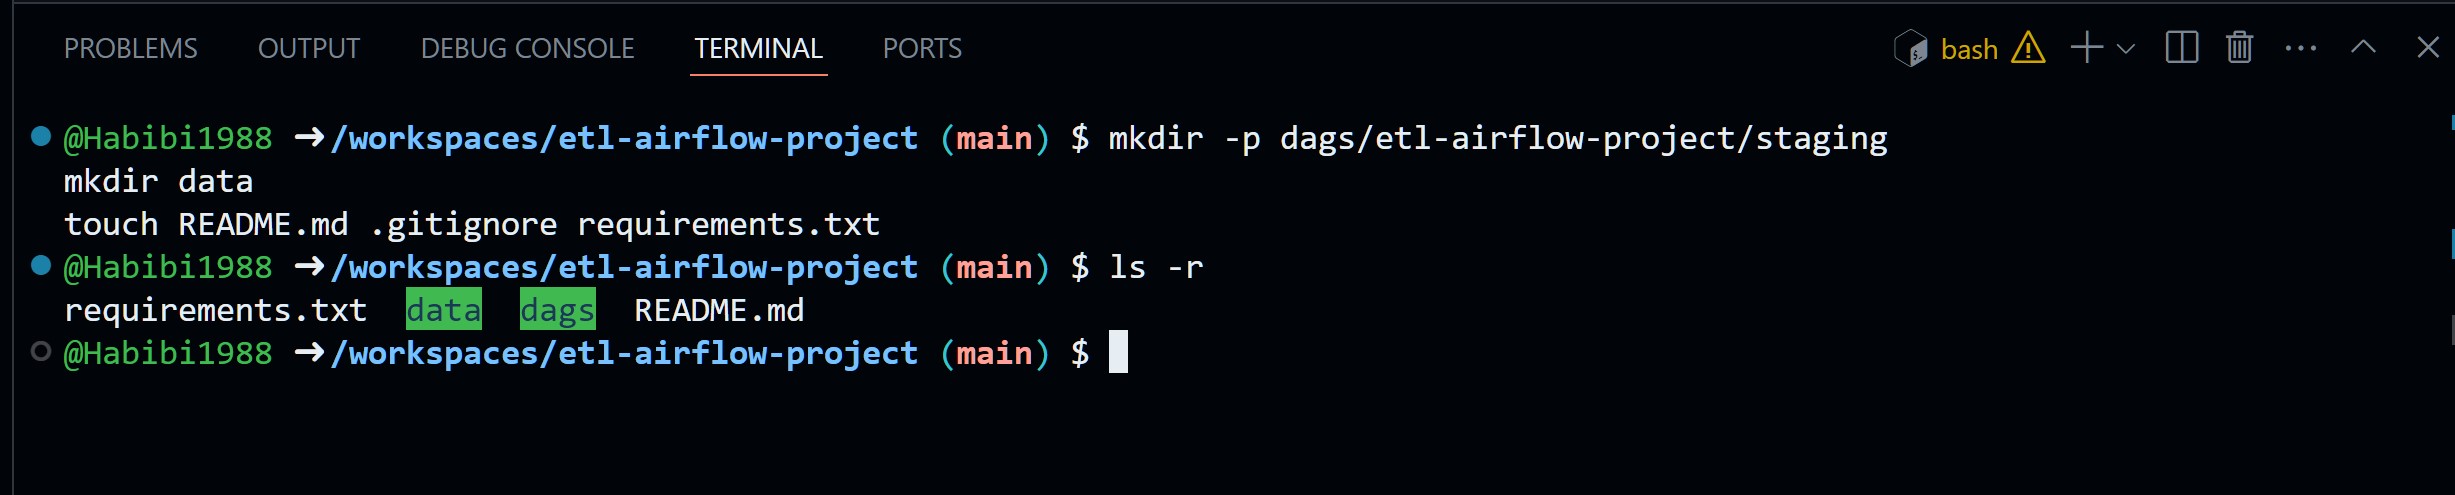 PROBLEMS OUTPUT DEBUG CONSOLE TERMINAL PORTS bash
@Habibi1988 ➜ /workspaces/etl-airflow-project (main) $ mkdir -p dags/etl-airflow-project/staging
mkdir data
touch README.md .gitignore requirements.txt
@Habibi1988 ➜ /workspaces/etl-airflow-project (main) $ ls -r
requirements.txt data dags README.md
@Habibi1988 ➜ /workspaces/etl-airflow-project (main) $